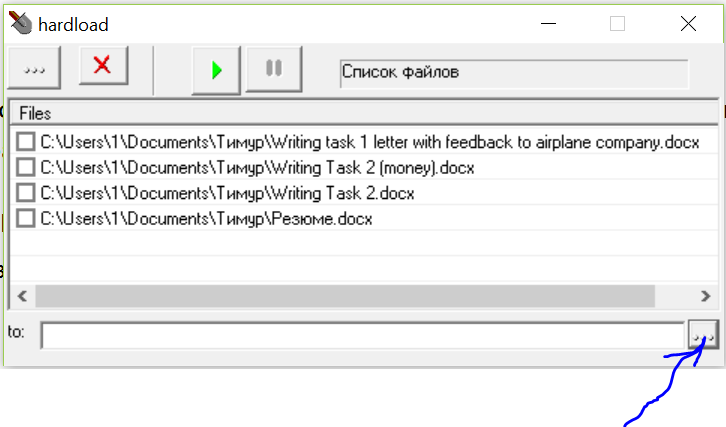 hardload
...
Список файлов
Files
C:\Users\1\Documents\Тимур\Writing task 1 letter with feedback to airplane company.docx
C:\Users\1\Documents\Тимур\Writing Task 2 (money).docx
C:\Users\1\Documents\Тимур\Writing Task 2.docx
C:\Users\1\Documents\Тимур\Резюме.docx
to:
...